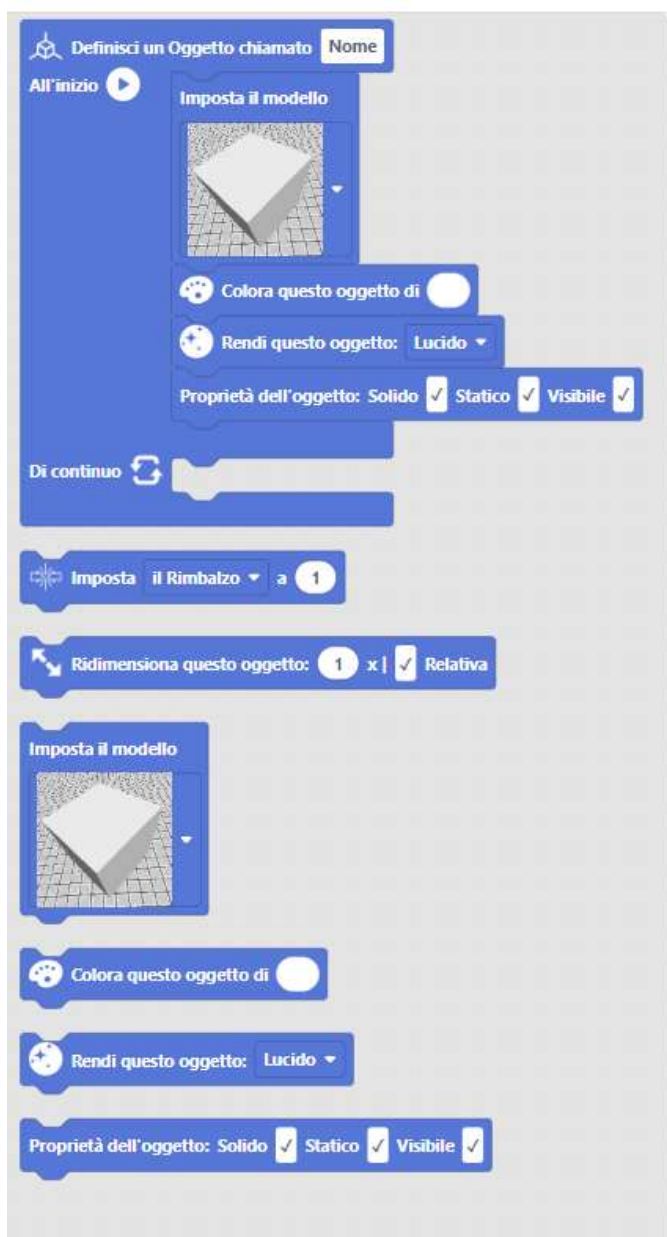 Definisci un Oggetto chiamato Nome
All'inizio
Imposta il modello
Colora questo oggetto di
Rendi questo oggetto: Lucido
Proprietà dell'oggetto: Solido ✓ Statico ✓ Visibile ✓
Di continuo
Imposta il Rimbalzo a 1
Ridimensiona questo oggetto: 1 x | ✓ Relativa
Imposta il modello
Colora questo oggetto di
Rendi questo oggetto: Lucido
Proprietà dell'oggetto: Solido ✓ Statico ✓ Visibile ✓